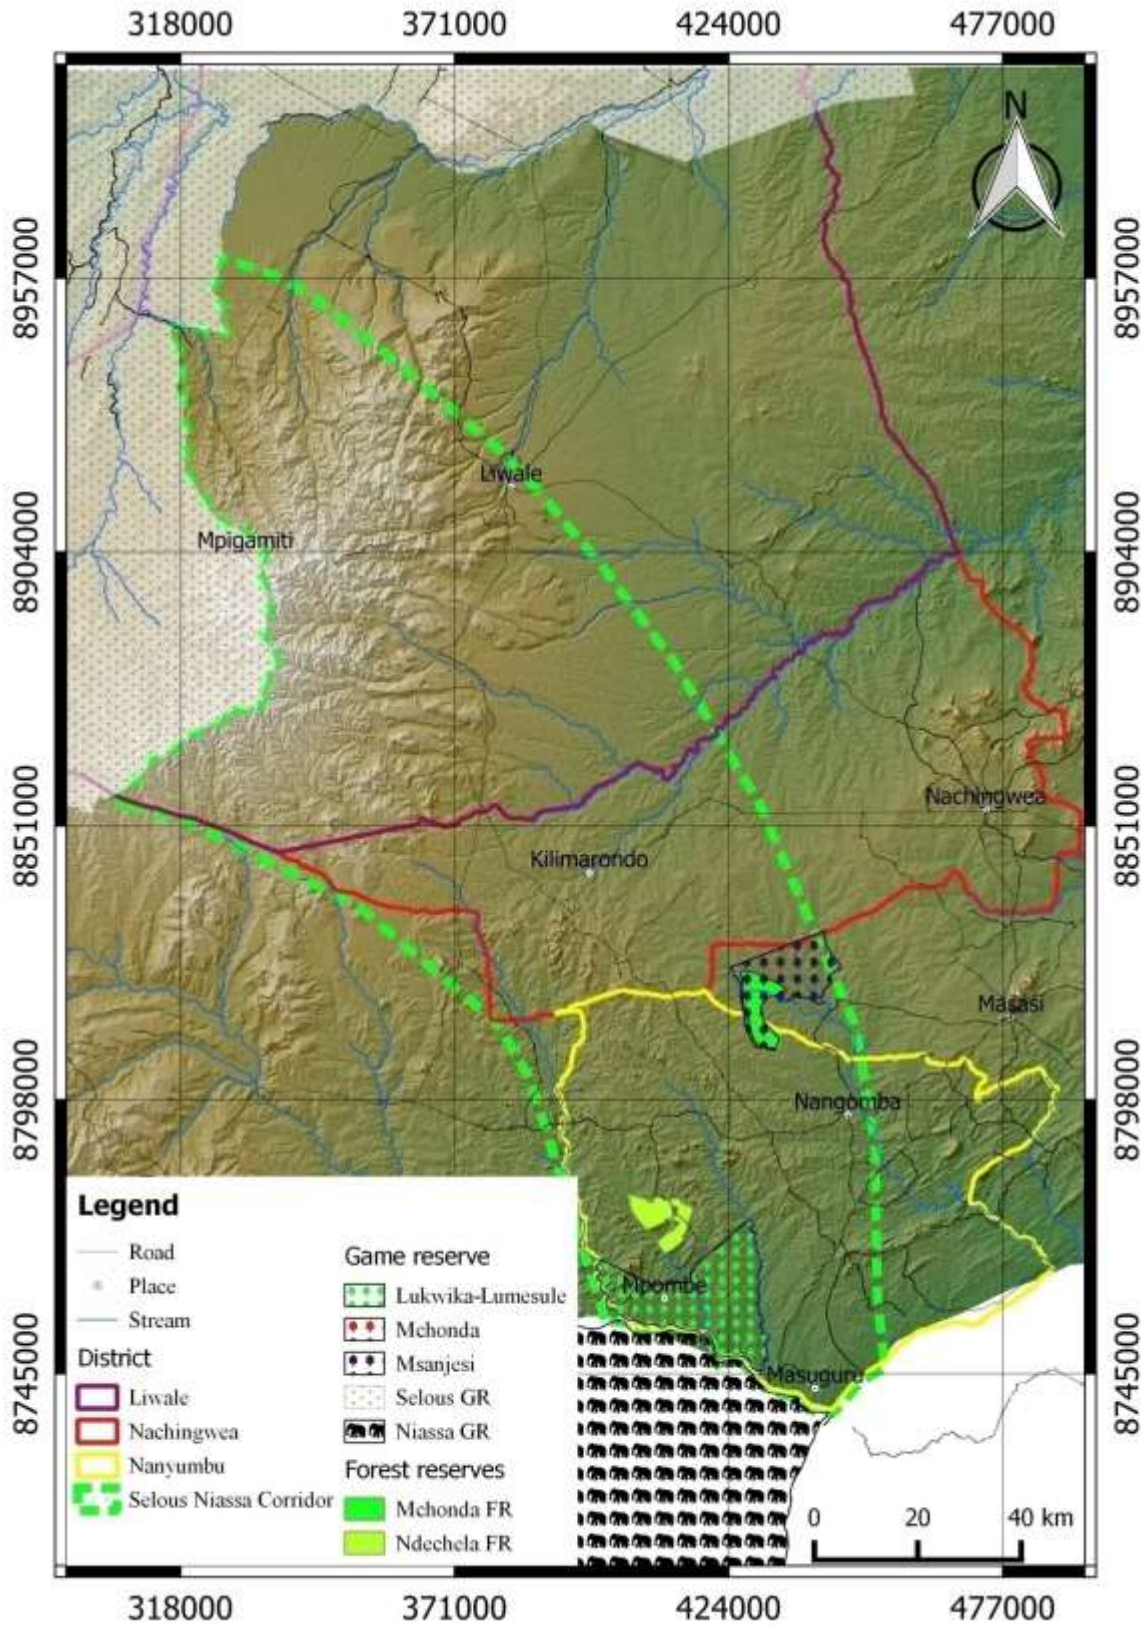 318000 371000 424000 477000
N
8957000 8957000
Liwale
Mpigamiti
8904000 8904000
Nachingwea
8851000 8851000
Kilimarondo
Masasi
8798000 8798000
Nangomba
Mpombe
Masuguru
8745000 8745000
Legend
Road
Place
Stream
District
Liwale
Nachingwea
Nanyumbu
Selous Niassa Corridor
Game reserve
Lukwika-Lumesule
Mchonda
Msanjesi
Selous GR
Niassa GR
Forest reserves
Mchonda FR
Ndechela FR
0 20 40 km
318000 371000 424000 477000